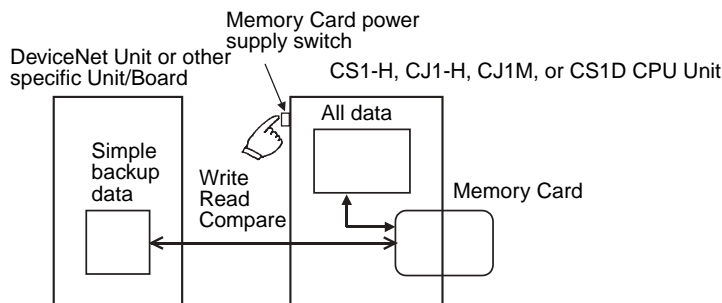 Memory Card power
supply switch
DeviceNet Unit or other
specific Unit/Board
CS1-H, CJ1-H, CJ1M, or CS1D CPU Unit
All data
Simple
backup
data
Write
Read
Compare
Memory Card